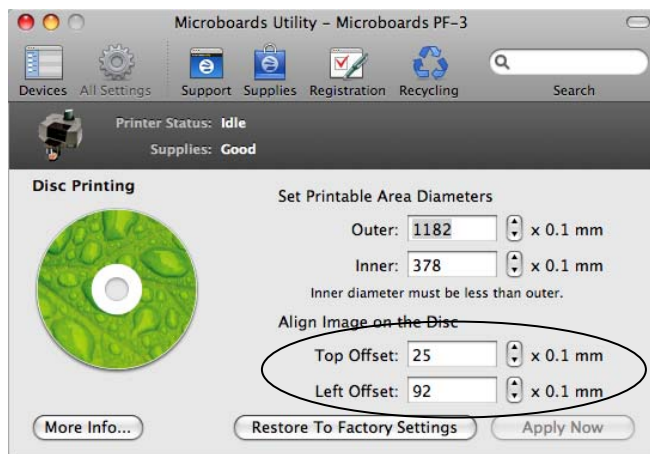 Microboards Utility – Microboards PF-3
Devices All Settings Support Supplies Registration Recycling Search
Printer Status: Idle
Supplies: Good
Disc Printing
Set Printable Area Diameters
Outer: 1182 x 0.1 mm
Inner: 378 x 0.1 mm
Inner diameter must be less than outer.
Align Image on the Disc
Top Offset: 25 x 0.1 mm
Left Offset: 92 x 0.1 mm
More Info... Restore To Factory Settings Apply Now